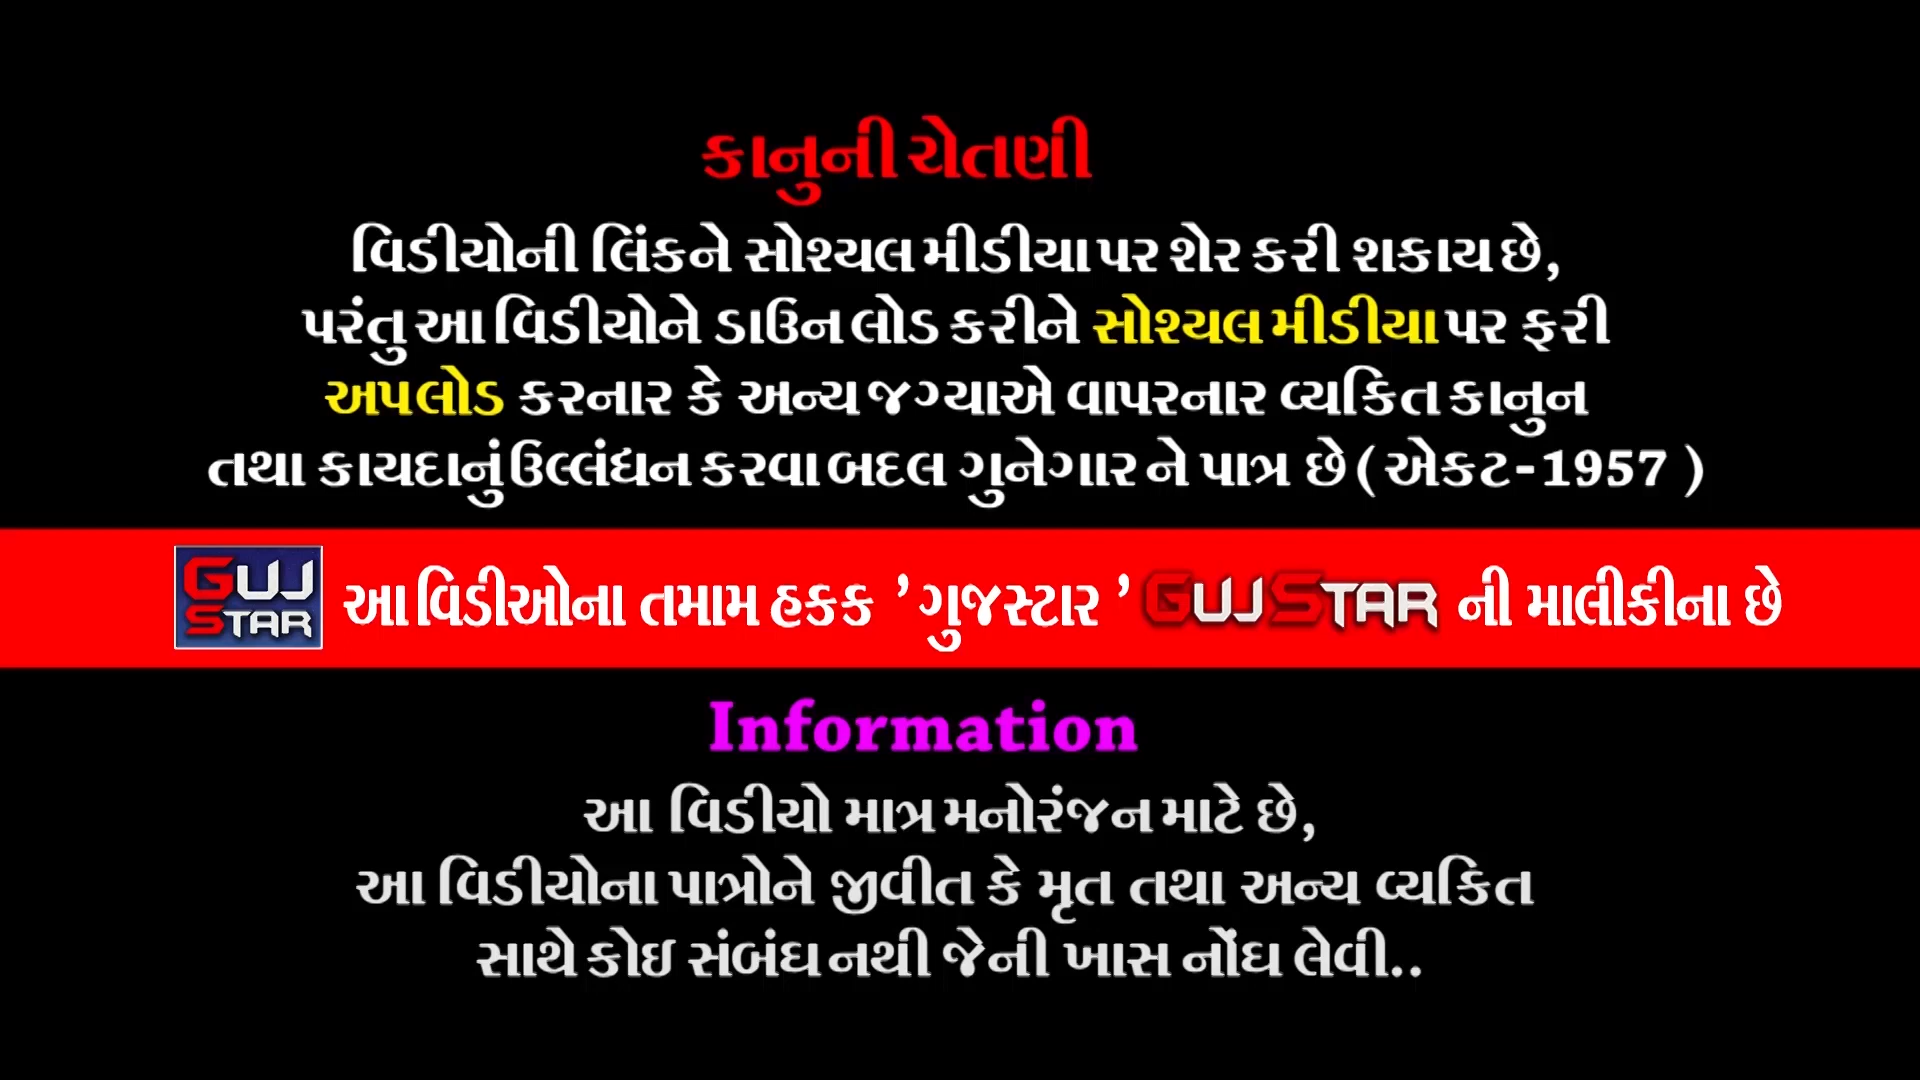 કાનુની ચેતણી
વિડીયોની લિંકને સોશ્યલ મીડીયા પર શેર કરી શકાય છે,
પરંતુ આ વિડીયોને ડાઉન લોડ કરીને સોશ્યલ મીડીયા પર ફરી
અપલોડ કરનાર કે અન્ય જગ્યાએ વાપરનાર વ્યકિત કાનુન
તથા કાયદાનું ઉલ્લંઘન કરવા બદલ ગુનેગાર ને પાત્ર છે ( એકટ-1957 )
GUJ STAR આ વિડીઓના તમામ હકક ’ ગુજસ્ટાર ’ GUJ STAR ની માલીકીના છે
Information
આ વિડીયો માત્ર મનોરંજન માટે છે,
આ વિડીયોના પાત્રોને જીવીત કે મૃત તથા અન્ય વ્યકિત
સાથે કોઇ સંબંઘ નથી જેની ખાસ નોંઘ લેવી..